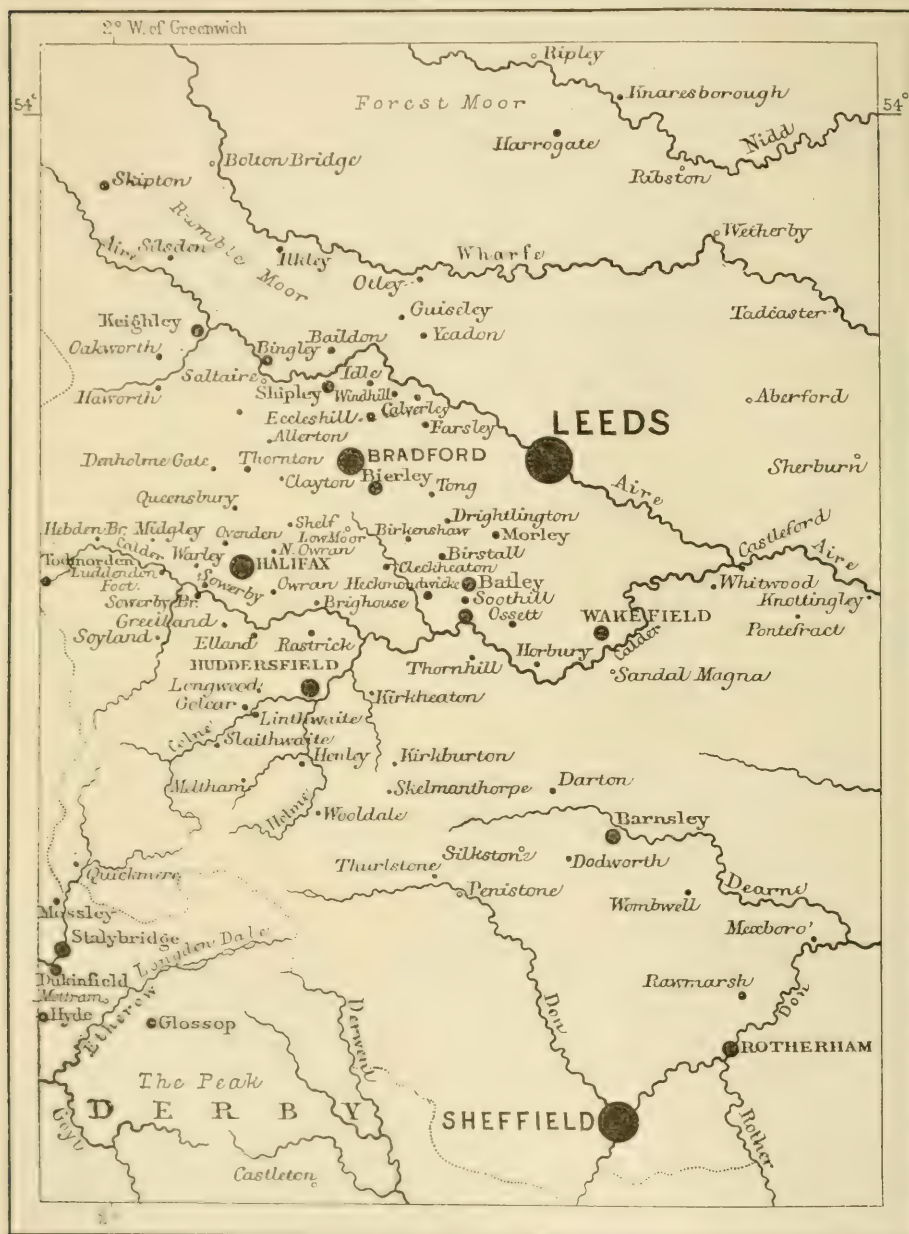 2° W. of Greenwich
Ripley
54°
Forest Moor
Knaresborough
54°
Harrogate
Nidd
Bolton Bridge
Ribston
Skipton
Rumble Moor
Wetherby
Aire
Silsden
Ilkley
Wharfe
Otley
Guiseley
Tadcaster
Keighley
Baildon
Yeadon
Oakworth
Bingley
Saltaire
Idle
Haworth
Shipley
Windhill
Aberford
Eccleshill
Calverley
LEEDS
Allerton
Farsley
Denholme Gate
Thornton
BRADFORD
Sherburn
Clayton
Bierley
Tong
Aire
Queensbury
Drightlington
Castleford
Hebden Br.
Midgley
Ovenden
Shelf
Low Moor
Birkenshaw
Morley
Aire
Calder
Warley
N. Owran
Birstall
Todmorden
HALIFAX
Cleckheaton
Luddenden
Foot
Sowerby
Owran
Heckmondwicke
Batley
Whitwood
Sowerby Br.
Brighouse
Soothill
Knottingley
Greetland
Ossett
WAKEFIELD
Soyland
Elland
Rastrick
Pontefract
HUDDERSFIELD
Thornhill
Horbury
Calder
Longwood
Kirkheaton
Sandal Magna
Golcar
Linthwaite
Colne
Slaithwaite
Honley
Kirkburton
Meltham
Skelmanthorpe
Darton
Holme
Wooldale
Barnsley
Silkstone
Thurlstone
Dodworth
Quickmere
Penistone
Dearne
Mossley
Wombwell
Stalybridge
Longden Dale
Mexboro'
Dukinfield
Mottram
Rawmarsh
Hyde
Etherow
Glossop
Derwent
Don
Don
ROTHERHAM
The Peak
DERBY
SHEFFIELD
Goyt
Rother
Castleton